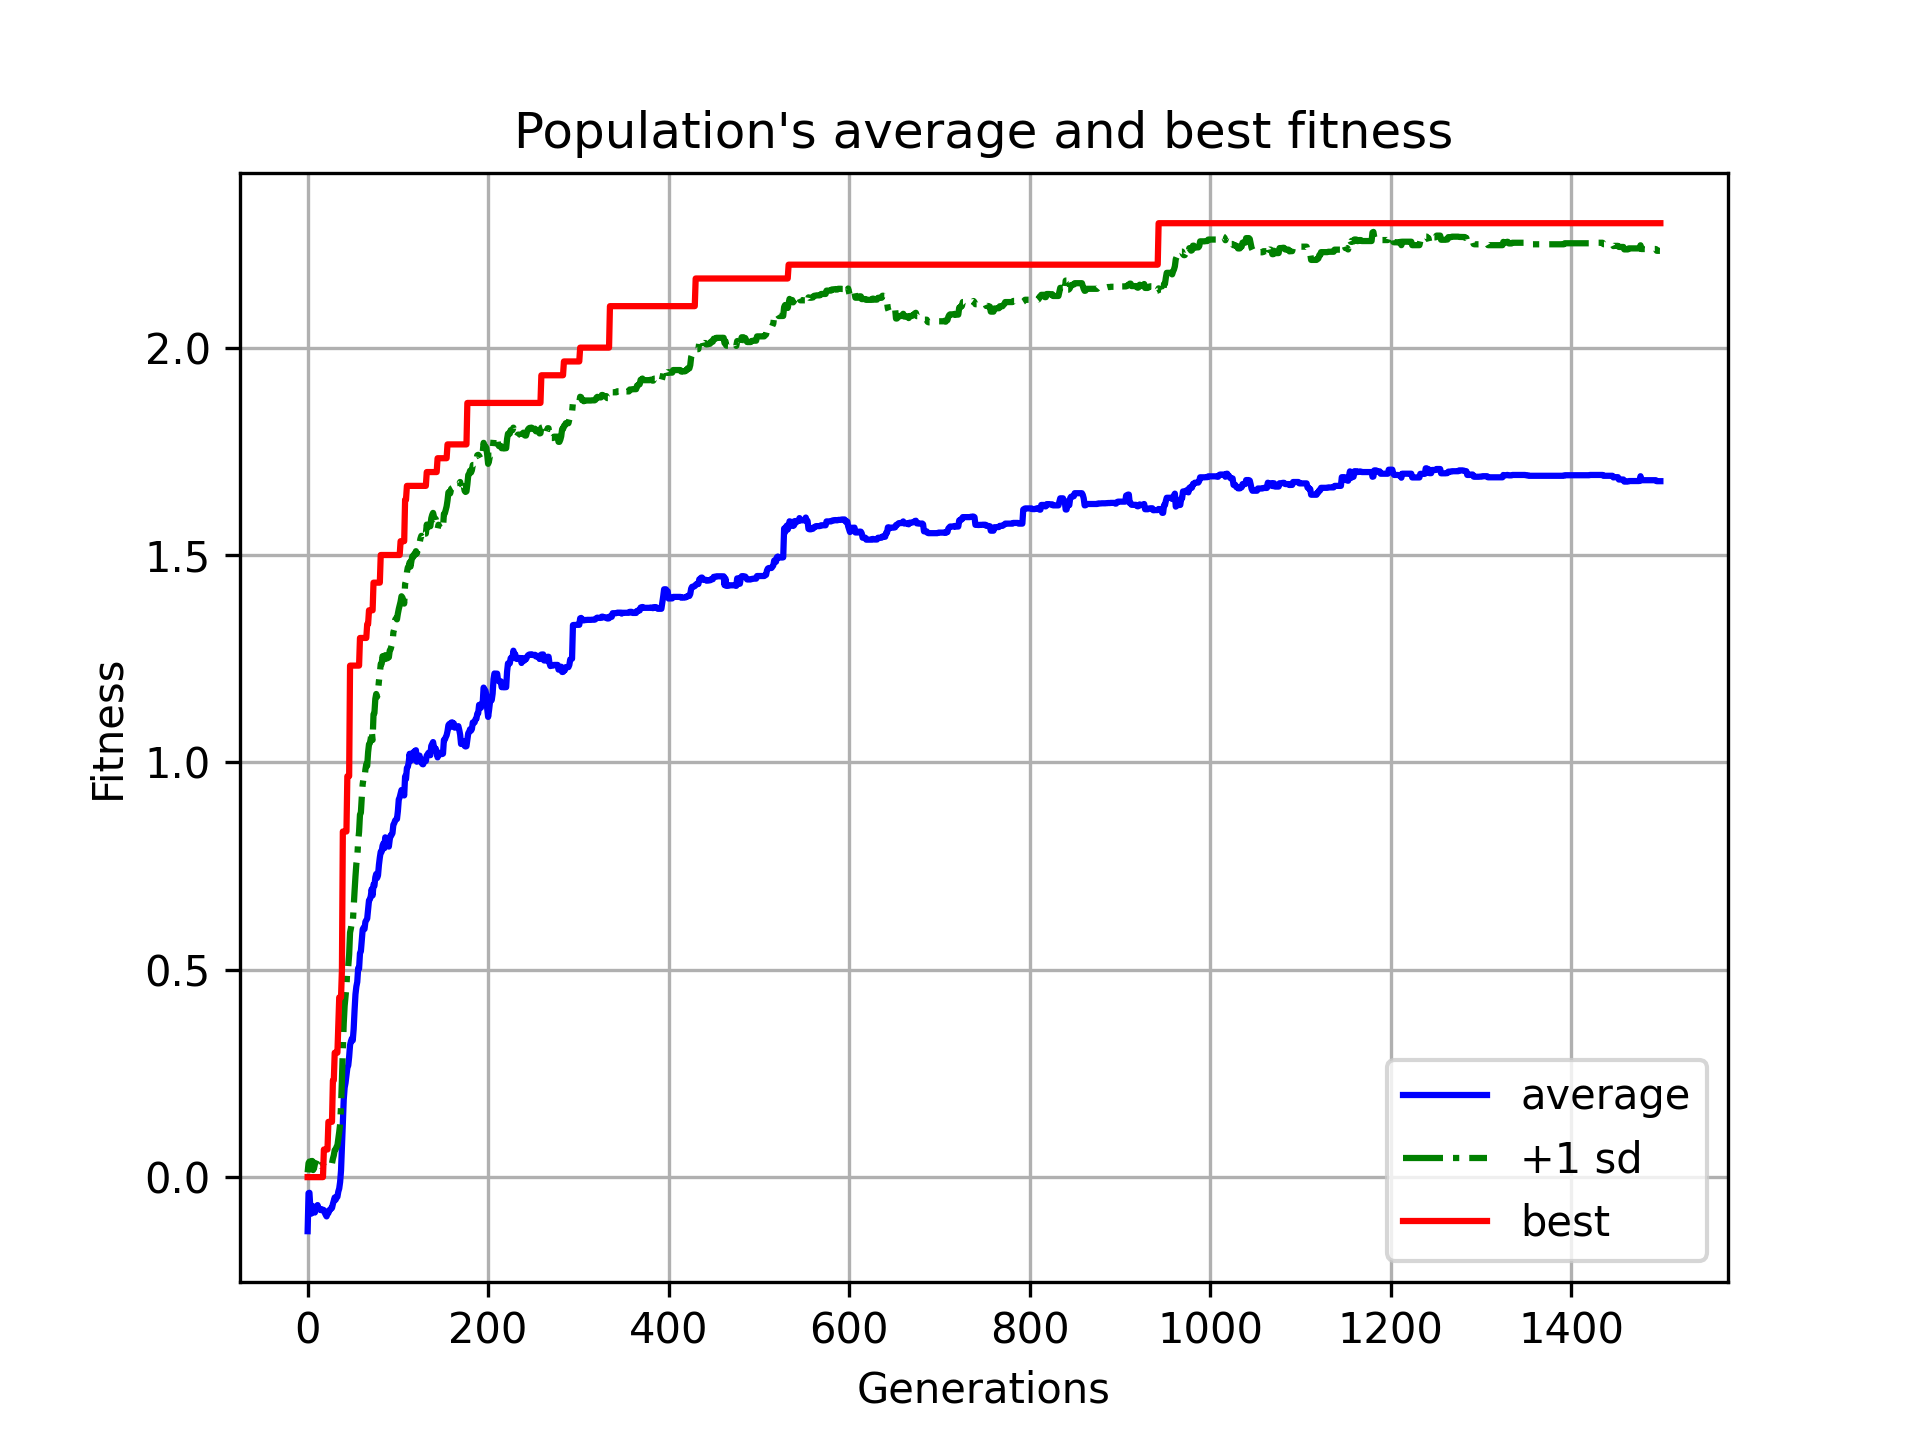 Population's average and best fitness
Fitness
2.0
1.5
1.0
0.5
0.0
0 200 400 600 800 1000 1200 1400
Generations
average
+1 sd
best